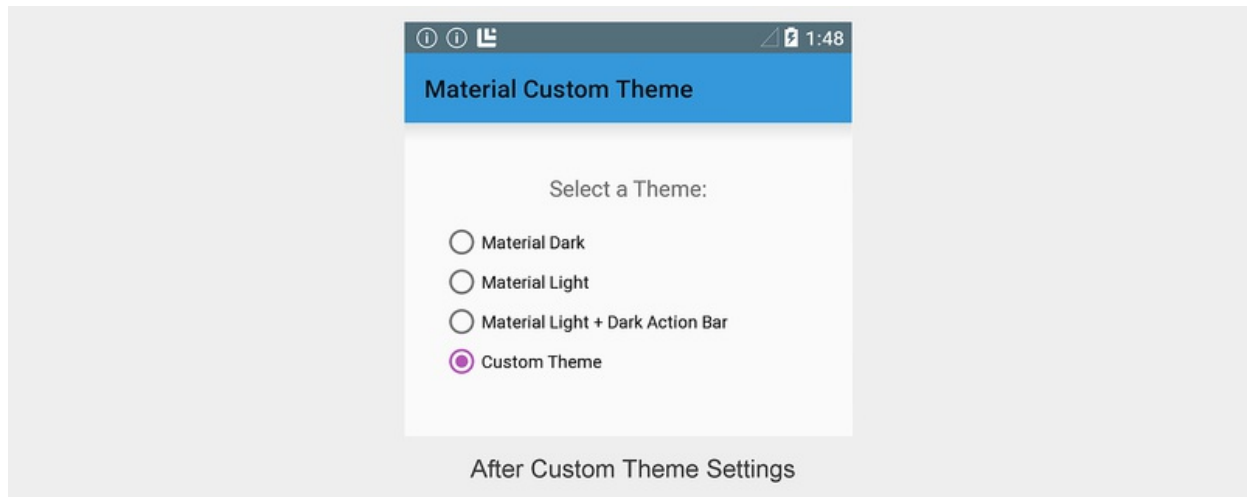 1:48
Material Custom Theme
Select a Theme:
Material Dark
Material Light
Material Light + Dark Action Bar
Custom Theme
After Custom Theme Settings